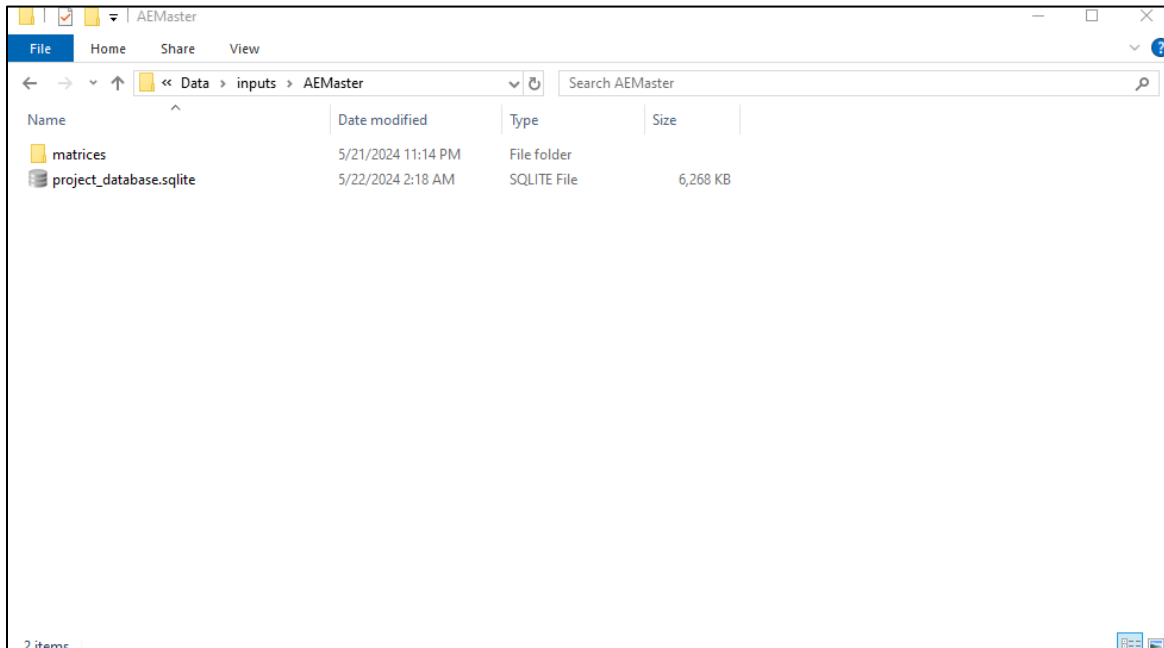 AEMaster
File Home Share View ?
« Data > inputs > AEMaster Search AEMaster
Name Date modified Type Size
matrices 5/21/2024 11:14 PM File folder
project_database.sqlite 5/22/2024 2:18 AM SQLITE File 6,268 KB
2 items